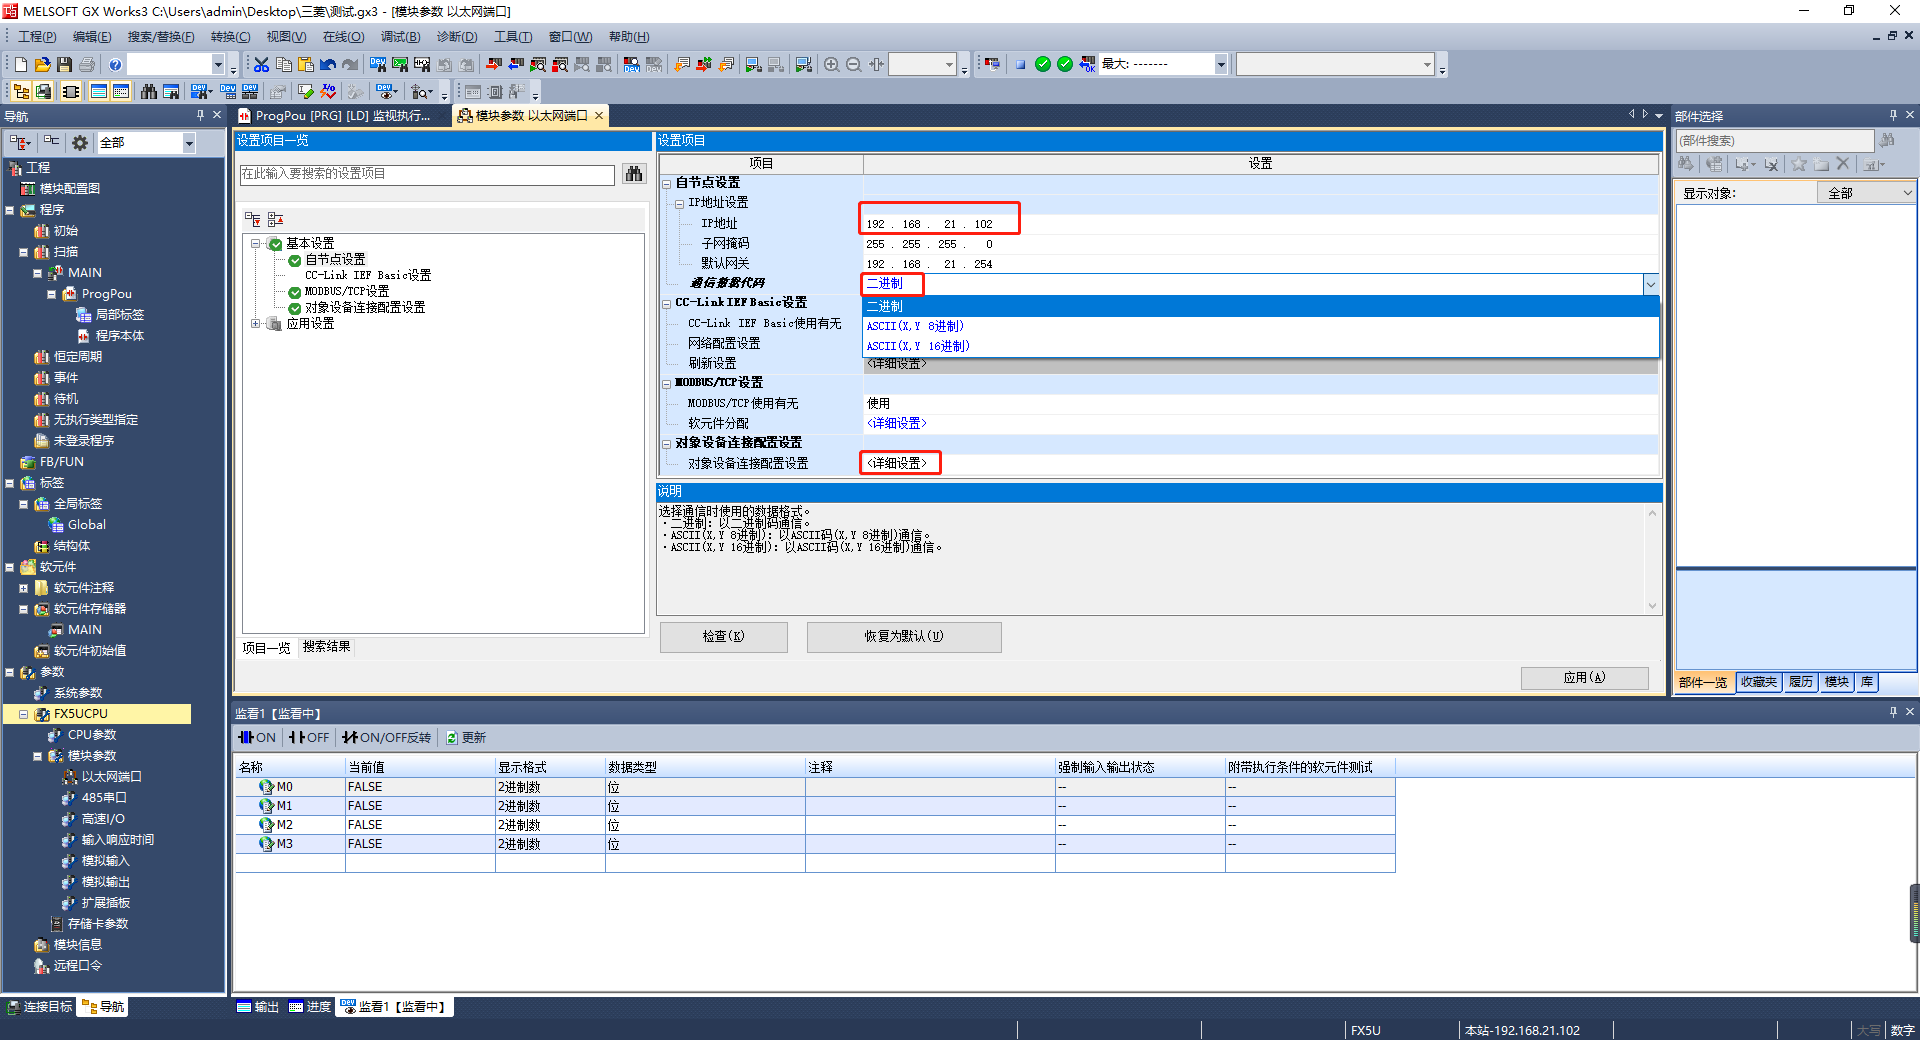 MELSOFT GX Works3 C:\Users\admin\Desktop\三菱\测试.gx3 - [模块参数 以太网端口]
工程(P) 编辑(E) 搜索/替换(F) 转换(C) 视图(V) 在线(O) 调试(B) 诊断(D) 工具(T) 窗口(W) 帮助(H)
最大: -------
导航
全部
工程
模块配置图
程序
初始
扫描
MAIN
ProgPou
局部标签
程序本体
恒定周期
事件
待机
无执行类型指定
未登录程序
FB/FUN
标签
全局标签
Global
结构体
软元件
软元件注释
软元件存储器
MAIN
软元件初始值
参数
系统参数
FX5UCPU
CPU参数
模块参数
以太网端口
485串口
高速I/O
输入响应时间
模拟输入
模拟输出
扩展插板
存储卡参数
模块信息
远程口令
连接目标 导航
ProgPou [PRG] [LD] 监视执行... 模块参数 以太网端口
设置项目一览
在此输入要搜索的设置项目
基本设置
自节点设置
CC-Link IEF Basic设置
MODBUS/TCP设置
对象设备连接配置设置
应用设置
项目一览 搜索结果
设置项目
项目 设置
自节点设置
IP地址设置
IP地址 192 . 168 . 21 . 102
子网掩码 255 . 255 . 255 . 0
默认网关 192 . 168 . 21 . 254
通信数据代码 二进制
二进制
ASCII(X,Y 8进制)
ASCII(X,Y 16进制)
CC-Link IEF Basic设置
CC-Link IEF Basic使用有无
网络配置设置
刷新设置 <详细设置>
MODBUS/TCP设置
MODBUS/TCP使用有无 使用
软元件分配 <详细设置>
对象设备连接配置设置
对象设备连接配置设置 <详细设置>
说明
选择通信时使用的数据格式。
・二进制: 以二进制码通信。
・ASCII(X,Y 8进制): 以ASCII码(X,Y 8进制)通信。
・ASCII(X,Y 16进制): 以ASCII码(X,Y 16进制)通信。
检查(K) 恢复为默认(U)
应用(A)
部件选择
(部件搜索)
显示对象: 全部
部件一览 收藏夹 履历 模块 库
监看1【监看中】
ON OFF ON/OFF反转 更新
名称 当前值 显示格式 数据类型 注释 强制输入输出状态 附带执行条件的软元件测试
M0 FALSE 2进制数 位 -- --
M1 FALSE 2进制数 位 -- --
M2 FALSE 2进制数 位 -- --
M3 FALSE 2进制数 位 -- --
输出 进度 监看1【监看中】
FX5U 本站-192.168.21.102 大写 数字